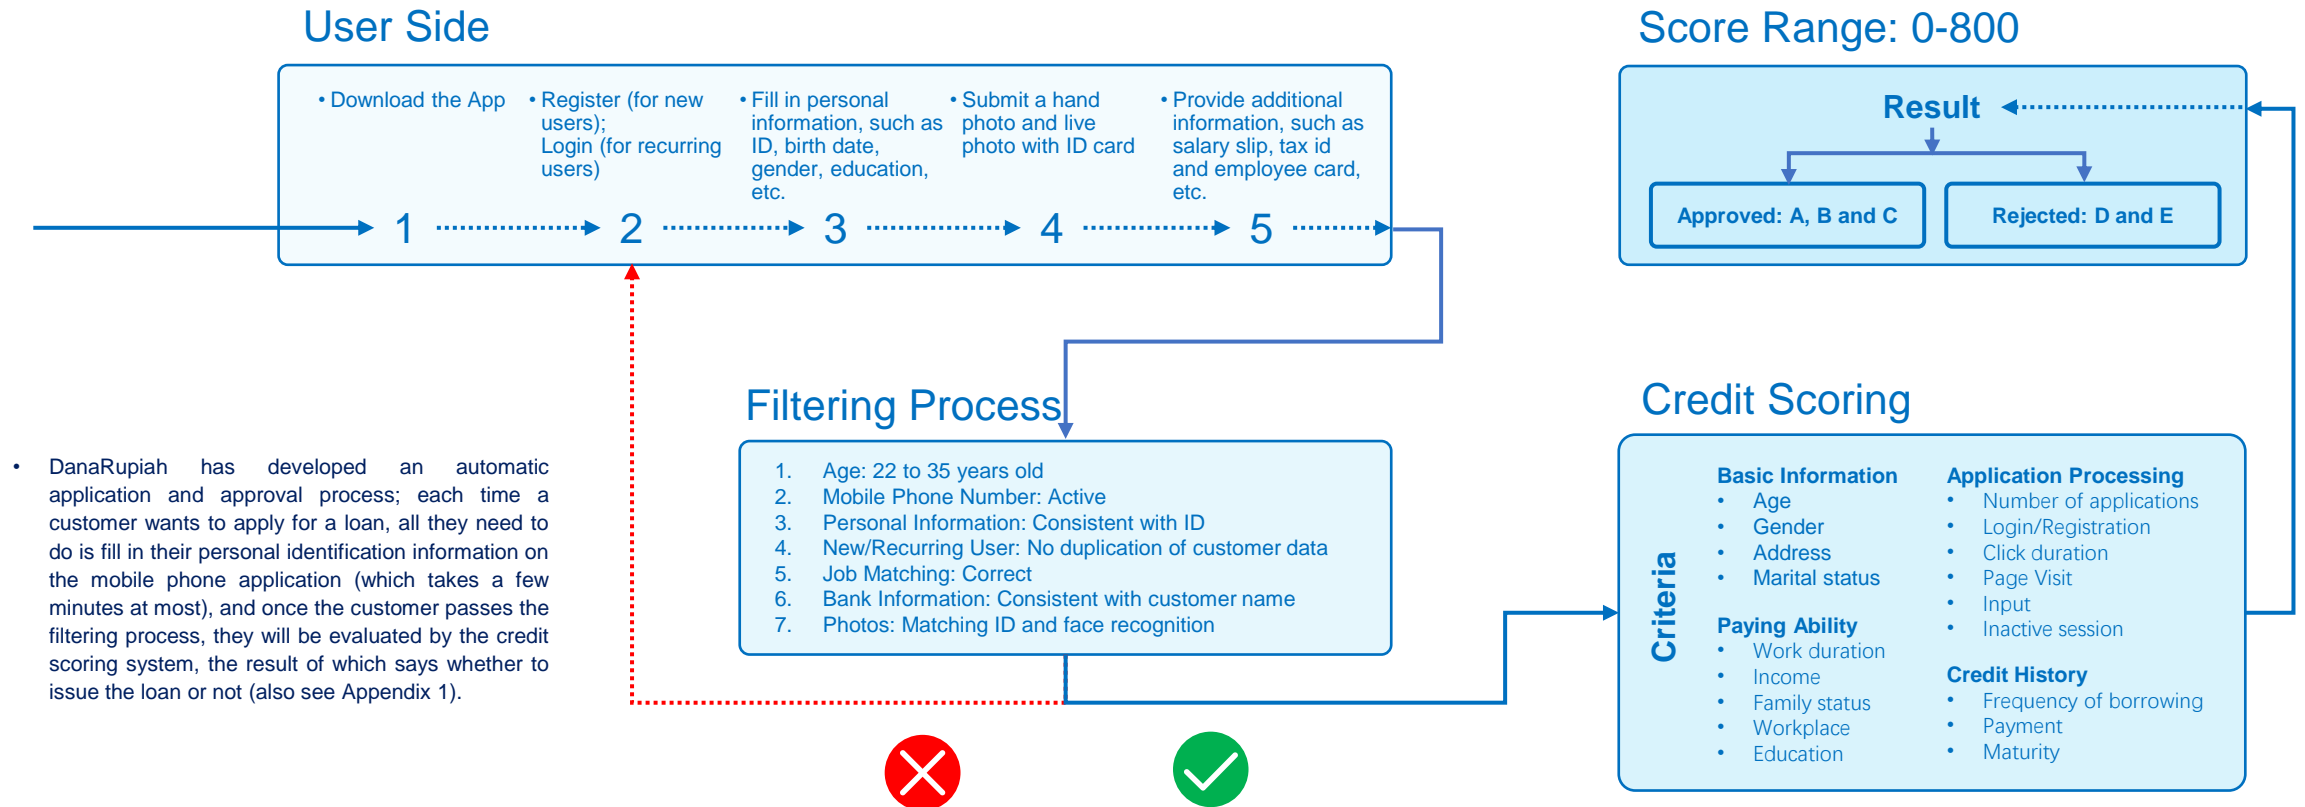 User Side
• Download the App
• Register (for new
users);
Login (for recurring
users)
• Fill in personal
information, such as
ID, birth date,
gender, education,
etc.
• Submit a hand
photo and live
photo with ID card
• Provide additional
information, such as
salary slip, tax id
and employee card,
etc.
1
2
3
4
5
Score Range: 0-800
Result
Approved: A, B and C
Rejected: D and E
• DanaRupiah has developed an automatic
application and approval process; each time a
customer wants to apply for a loan, all they need to
do is fill in their personal identification information on
the mobile phone application (which takes a few
minutes at most), and once the customer passes the
filtering process, they will be evaluated by the credit
scoring system, the result of which says whether to
issue the loan or not (also see Appendix 1).
Filtering Process
1. Age: 22 to 35 years old
2. Mobile Phone Number: Active
3. Personal Information: Consistent with ID
4. New/Recurring User: No duplication of customer data
5. Job Matching: Correct
6. Bank Information: Consistent with customer name
7. Photos: Matching ID and face recognition
Credit Scoring
Criteria
Basic Information
• Age
• Gender
• Address
• Marital status
Paying Ability
• Work duration
• Income
• Family status
• Workplace
• Education
Application Processing
• Number of applications
• Login/Registration
• Click duration
• Page Visit
• Input
• Inactive session
Credit History
• Frequency of borrowing
• Payment
• Maturity